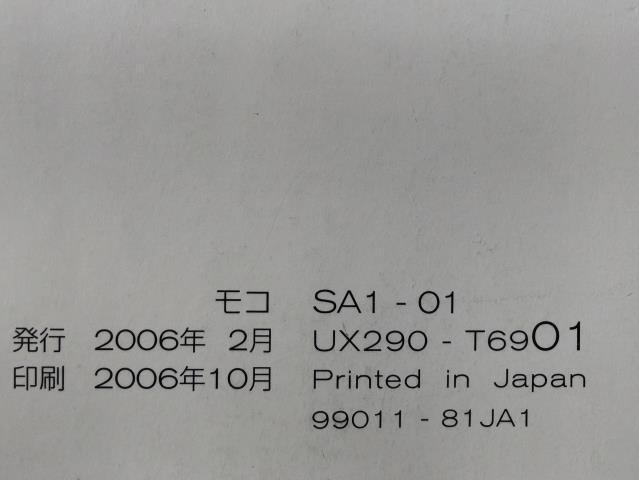 モコ SA1 - 01
発行 2006年 2月 UX290 - T6901
印刷 2006年10月 Printed in Japan
99011 - 81JA1